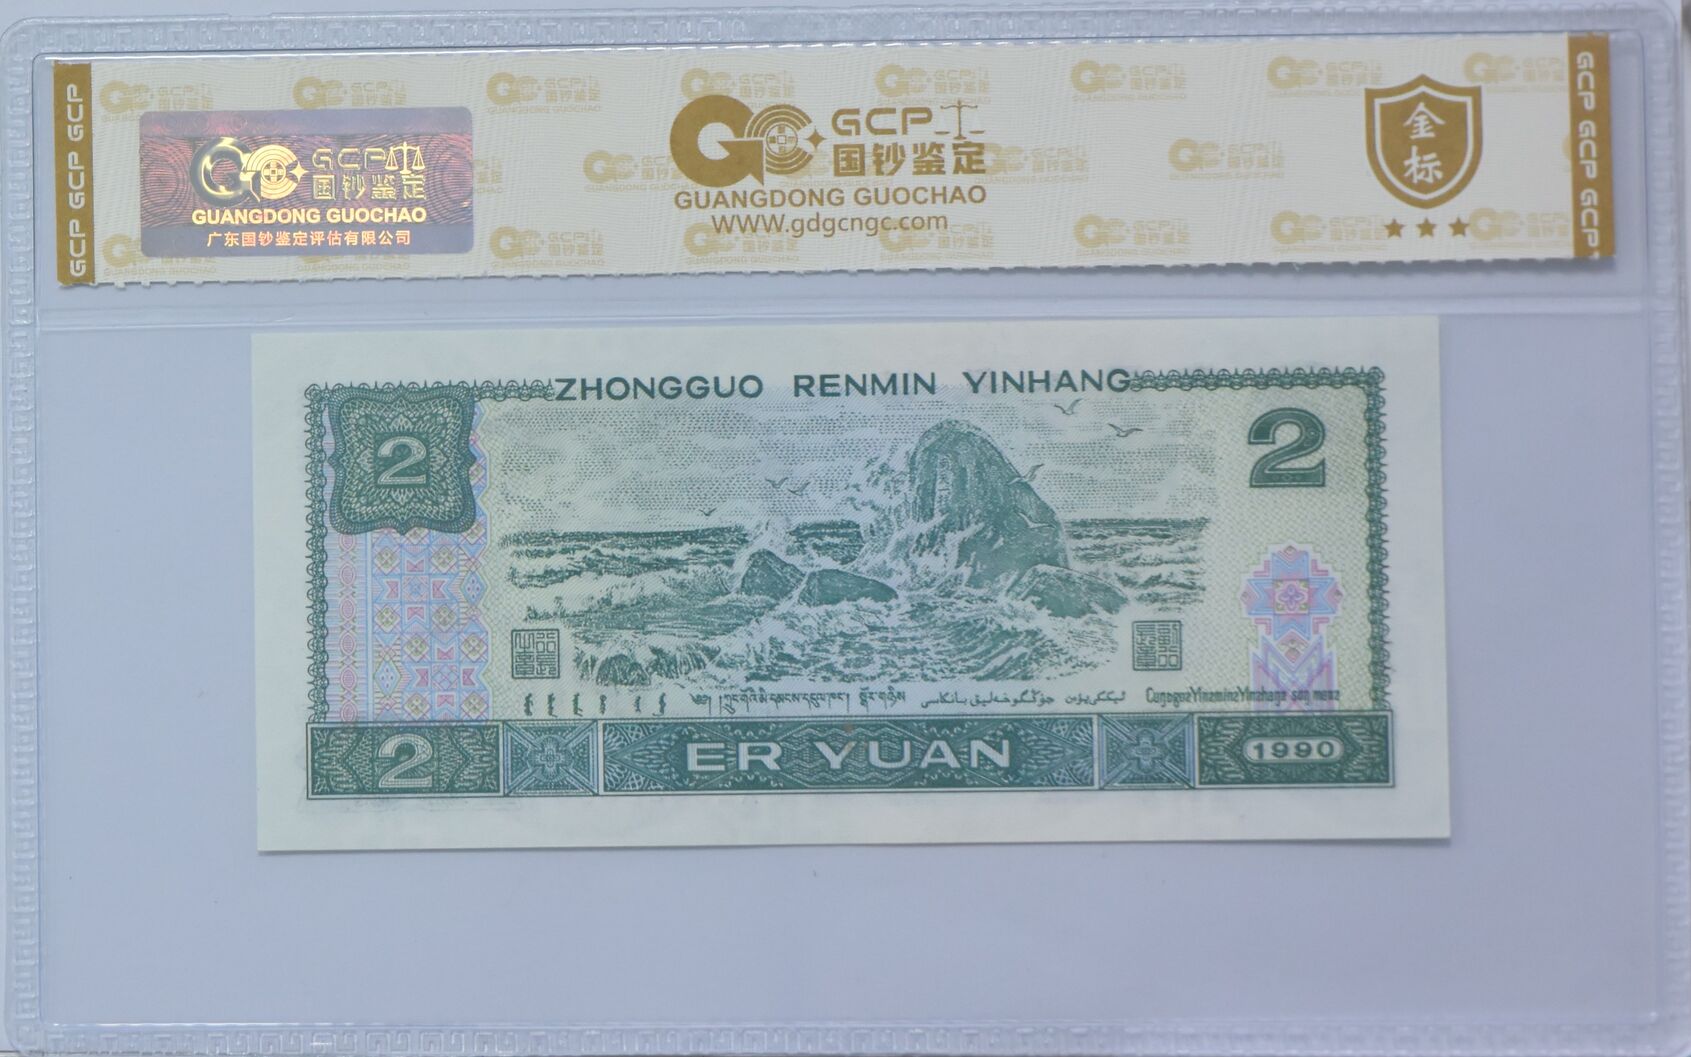 GCP GCP GCP
GCP
国钞鉴定
GUANGDONG GUOCHAO
广东国钞鉴定评估有限公司
GCP
国钞鉴定
GUANGDONG GUOCHAO
WWW.gdgcngc.com
金标
GCP GCP GCP
ZHONGGUO RENMIN YINHANG
2
2
2
ER YUAN
1990